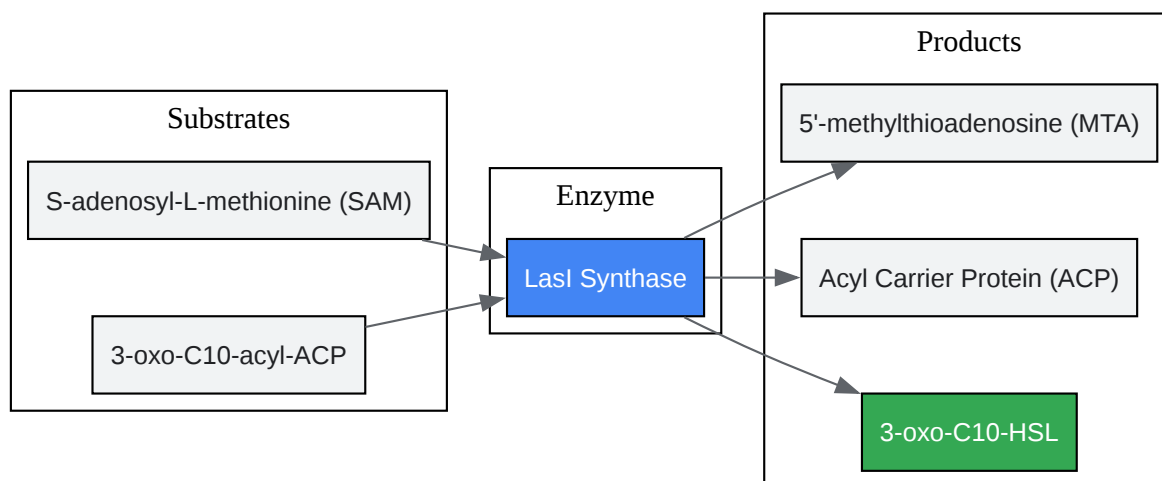 Substrates
S-adenosyl-L-methionine (SAM)
3-oxo-C10-acyl-ACP
Enzyme
LasI Synthase
Products
5'-methylthioadenosine (MTA)
Acyl Carrier Protein (ACP)
3-oxo-C10-HSL